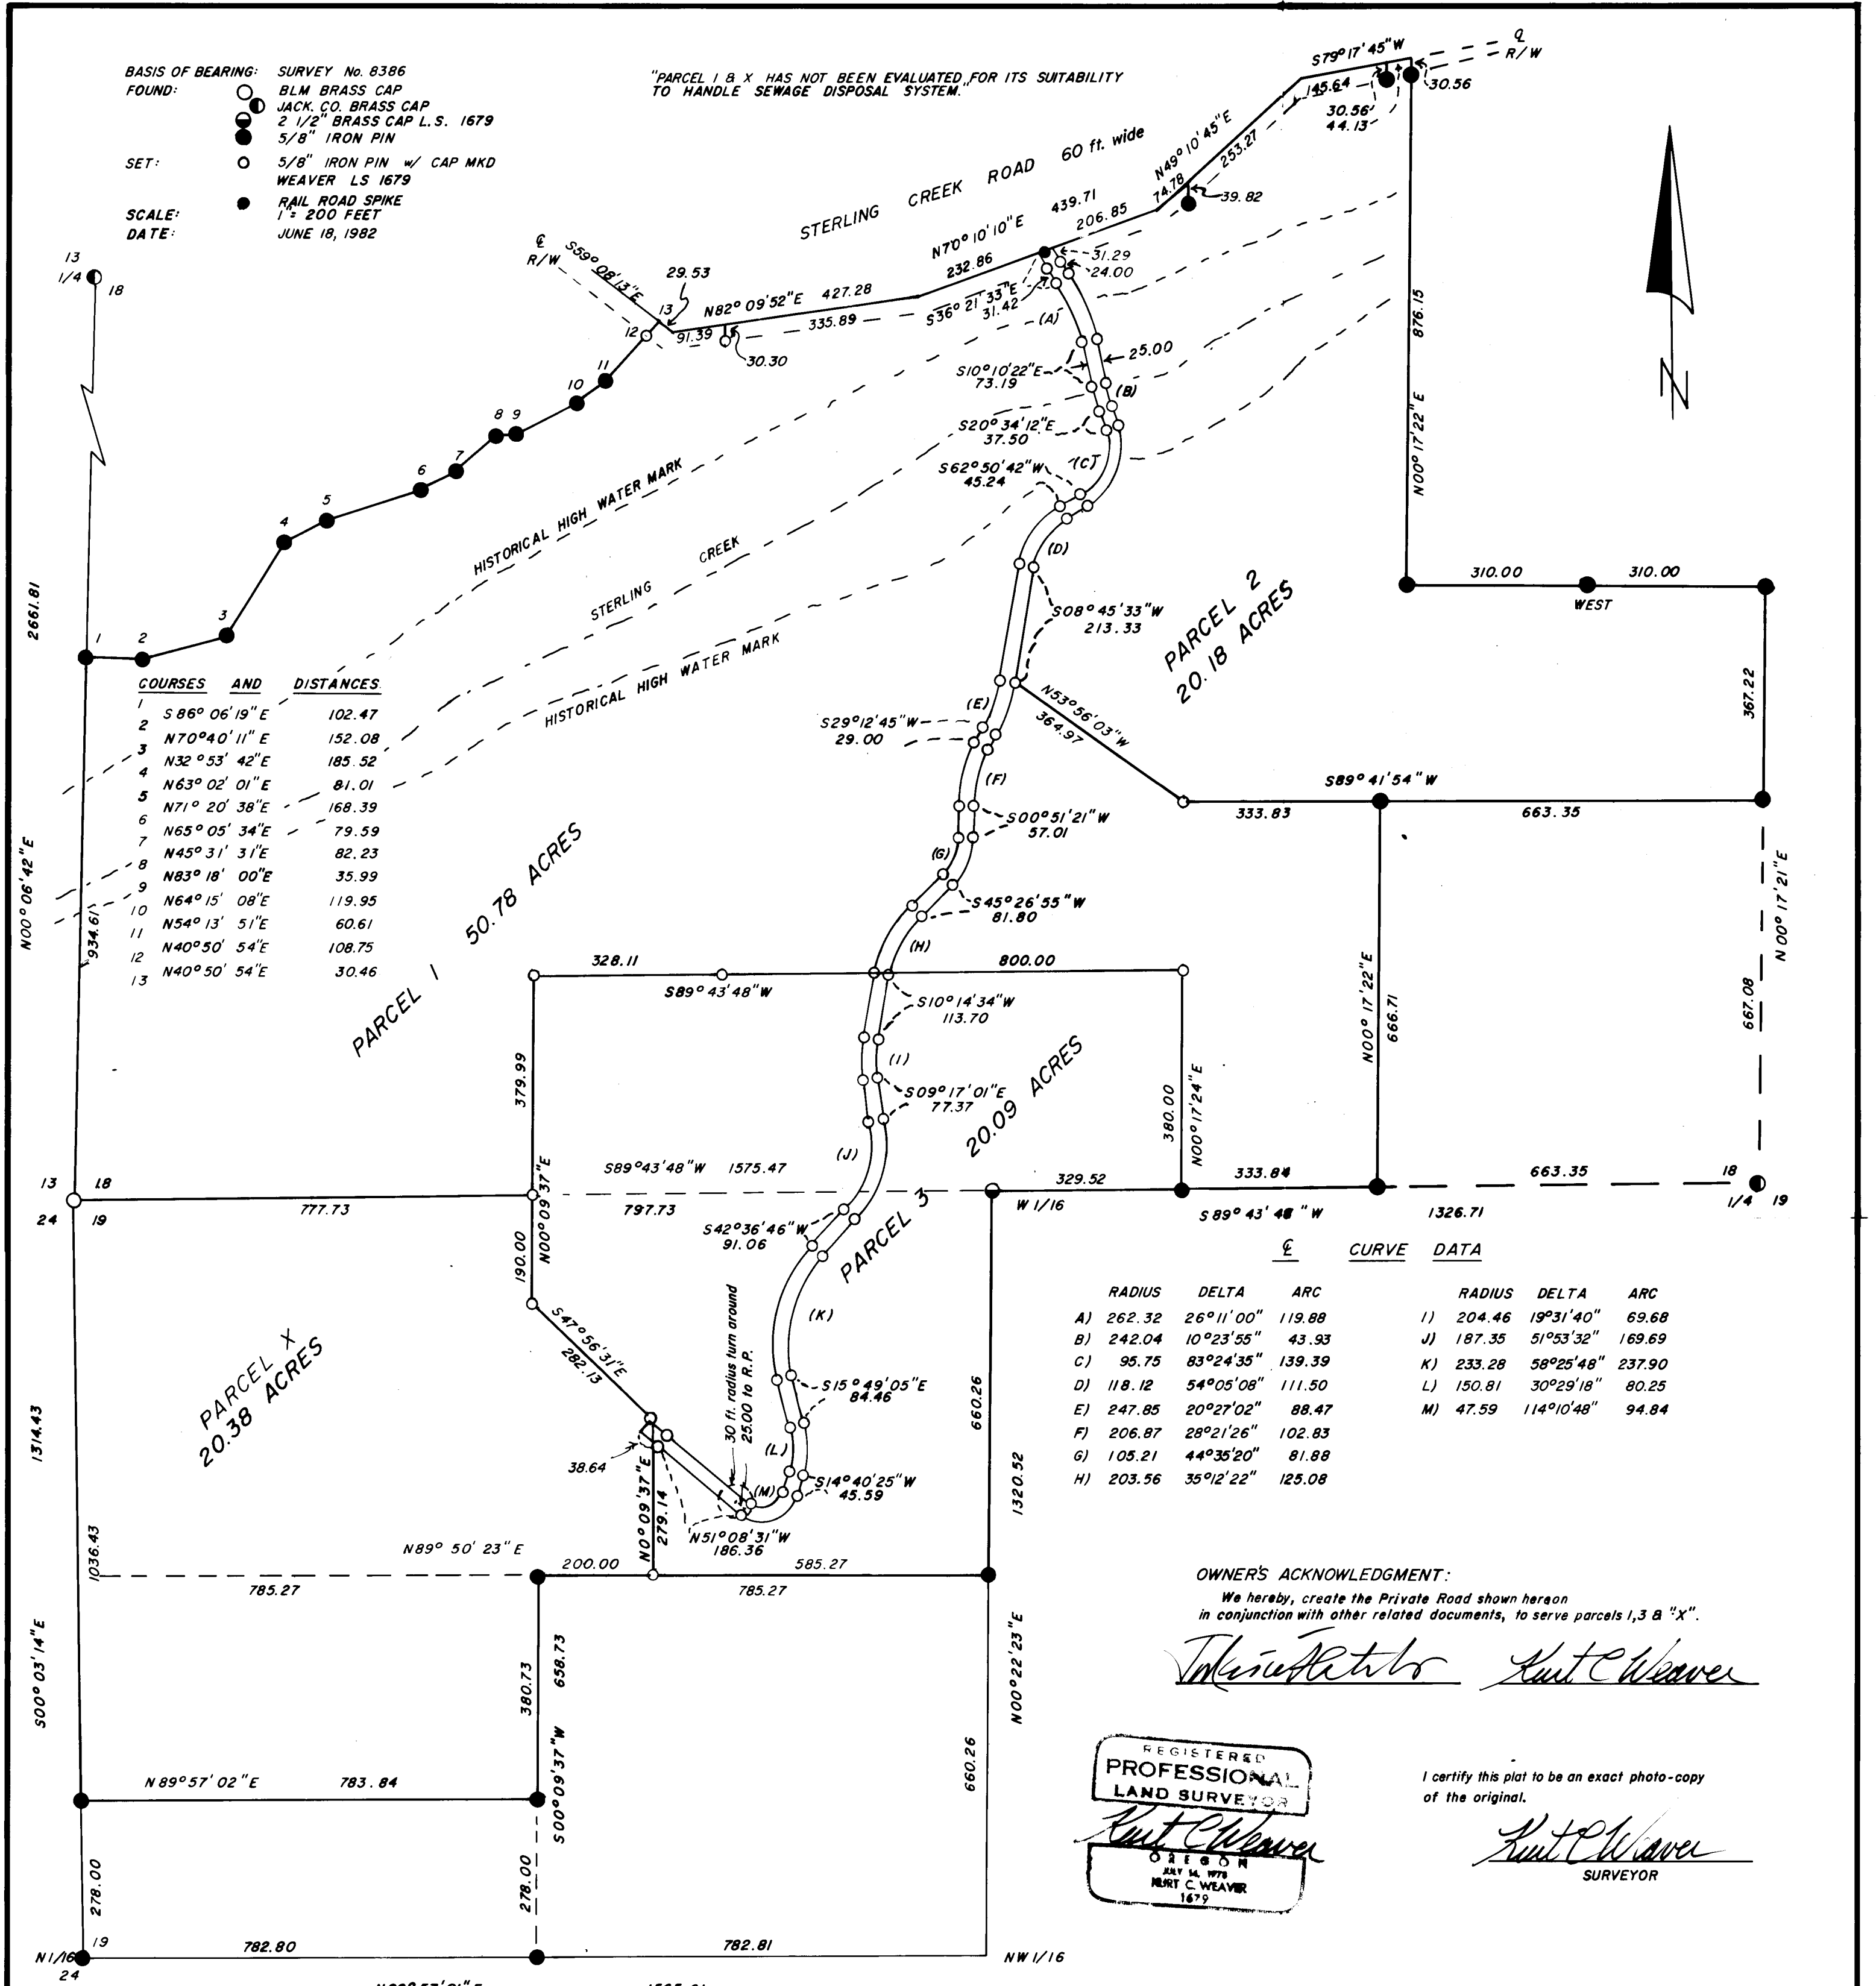 BASIS OF BEARING: SURVEY No. 8386
FOUND: BLM BRASS CAP
JACK. CO. BRASS CAP
2 1/2" BRASS CAP L.S. 1679
5/8" IRON PIN
SET: 5/8" IRON PIN w/ CAP MKD
WEAVER LS 1679
RAIL ROAD SPIKE
SCALE: 1"= 200 FEET
DATE: JUNE 18, 1982
"PARCEL 1 & X HAS NOT BEEN EVALUATED FOR ITS SUITABILITY
TO HANDLE SEWAGE DISPOSAL SYSTEM."
S79°17'45"W
145.64
R/W
30.56
30.56
44.13
N49°10'45"E
253.27
74.78
39.82
STERLING CREEK ROAD 60 ft. wide
439.71
N70°10'10"E
206.85
232.86
31.29
24.00
S36°21'33"E
31.42
℄
R/W
S59°08'13"E
29.53
N82°09'52"E 427.28
91.39
335.89
30.30
13
1/4
18
12
13
11
10
8 9
7
6
5
4
3
2
1
(A)
25.00
S10°10'22"E
73.19
(B)
S20°34'12"E
37.50
(C)
S62°50'42"W
45.24
(D)
S08°45'33"W
213.33
876.15
N00°17'22"E
310.00
310.00
WEST
HISTORICAL HIGH WATER MARK
STERLING CREEK
HISTORICAL HIGH WATER MARK
PARCEL 2
20.18 ACRES
367.22
2661.81
N00°06'42"E
934.61
COURSES AND DISTANCES
1 S86°06'19"E 102.47
2 N70°40'11"E 152.08
3 N32°53'42"E 185.52
4 N63°02'01"E 81.01
5 N71°20'38"E 168.39
6 N65°05'34"E 79.59
7 N45°31'31"E 82.23
8 N83°18'00"E 35.99
9 N64°15'08"E 119.95
10 N54°13'51"E 60.61
11 N40°50'54"E 108.75
12 N40°50'54"E 30.46
13
(E)
S29°12'45"W
29.00
N53°56'03"W
364.97
(F)
S89°41'54"W
333.83
663.35
S00°51'21"W
57.01
(G)
S45°26'55"W
81.80
(H)
N00°17'21"E
667.08
N00°17'22"E
666.71
PARCEL 1 50.78 ACRES
328.11
800.00
S89°43'48"W
S10°14'34"W
113.70
(I)
S09°17'01"E
77.37
379.99
380.00
N00°17'24"E
PARCEL 3 20.09 ACRES
(J)
S89°43'48"W 1575.47
N00°09'37"E
13 18
24 19
777.73
797.73
W 1/16
329.52
333.84
663.35
18
1/4 19
S89°43'48"W 1326.71
S42°36'46"W
91.06
190.00
(K)
S47°56'31"E
282.13
30 ft. radius turn around
25.00 to R.P.
S15°49'05"E
84.46
(L)
38.64
(M)
S14°40'25"W
45.59
N51°08'31"W
186.36
N0°09'37"E
279.14
PARCEL X
20.38 ACRES
1314.43
1036.43
S00°03'14"E
660.26
1320.52
N00°22'23"E
660.26
N89°50'23"E
785.27
200.00
585.27
785.27
380.73
658.73
S00°09'37"W
N89°57'02"E 783.84
278.00
278.00
N1/16
19
24
782.80
782.81
NW 1/16
℄ CURVE DATA
RADIUS DELTA ARC
A) 262.32 26°11'00" 119.88
B) 242.04 10°23'55" 43.93
C) 95.75 83°24'35" 139.39
D) 118.12 54°05'08" 111.50
E) 247.85 20°27'02" 88.47
F) 206.87 28°21'26" 102.83
G) 105.21 44°35'20" 81.88
H) 203.56 35°12'22" 125.08
RADIUS DELTA ARC
I) 204.46 19°31'40" 69.68
J) 187.35 51°53'32" 169.69
K) 233.28 58°25'48" 237.90
L) 150.81 30°29'18" 80.25
M) 47.59 114°10'48" 94.84
OWNER'S ACKNOWLEDGMENT:
We hereby, create the Private Road shown hereon
in conjunction with other related documents, to serve parcels 1,3 & "X".
Kurt C Weaver
REGISTERED
PROFESSIONAL
LAND SURVEYOR
Kurt C Weaver
OREGON
JULY 14, 1978
KURT C. WEAVER
1679
I certify this plat to be an exact photo-copy
of the original.
Kurt C Weaver
SURVEYOR